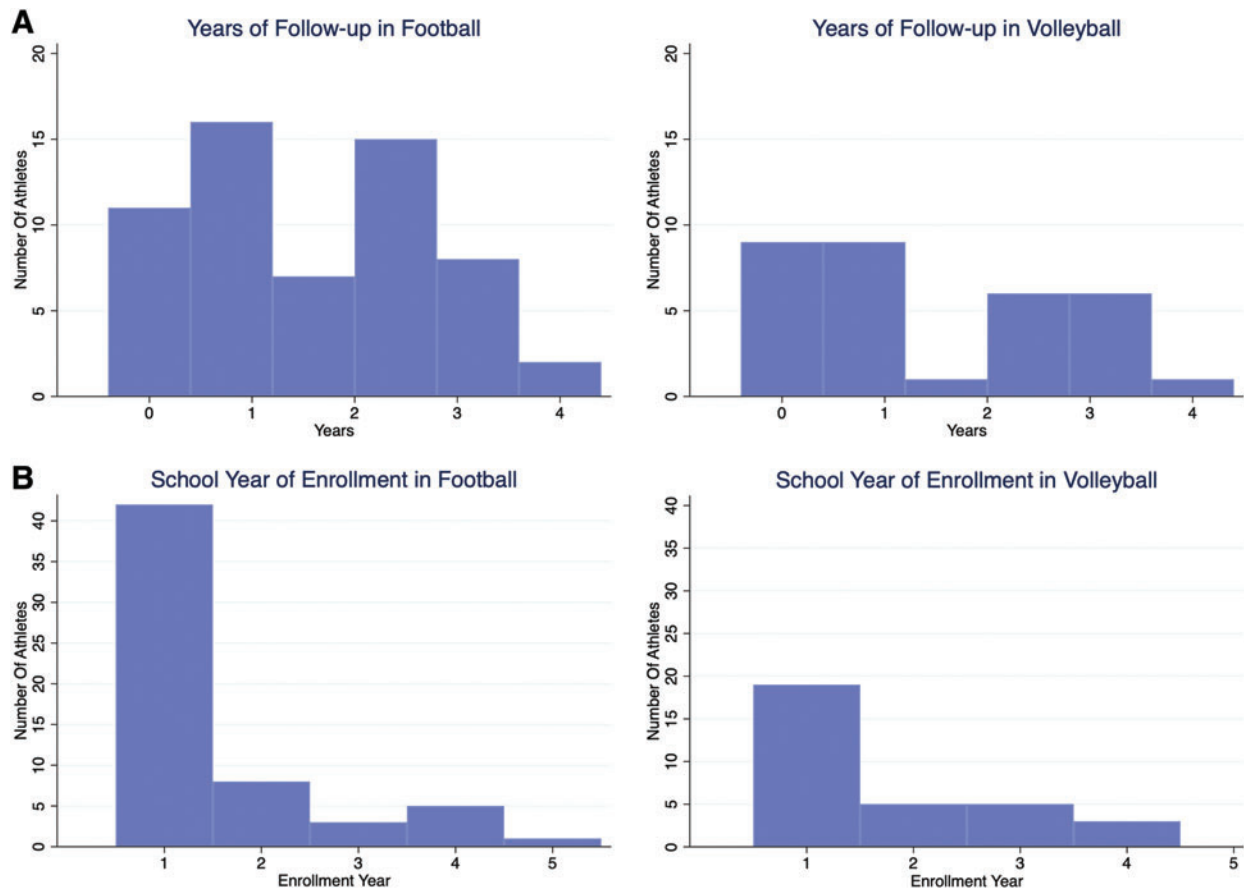 A
Years of Follow-up in Football
Years of Follow-up in Volleyball
Number Of Athletes
20
15
10
5
0
0 1 2 3 4
Years
Number Of Athletes
20
15
10
5
0
0 1 2 3 4
Years
B
School Year of Enrollment in Football
School Year of Enrollment in Volleyball
Number Of Athletes
40
35
30
25
20
15
10
5
0
1 2 3 4 5
Enrollment Year
Number Of Athletes
40
35
30
25
20
15
10
5
0
1 2 3 4 5
Enrollment Year